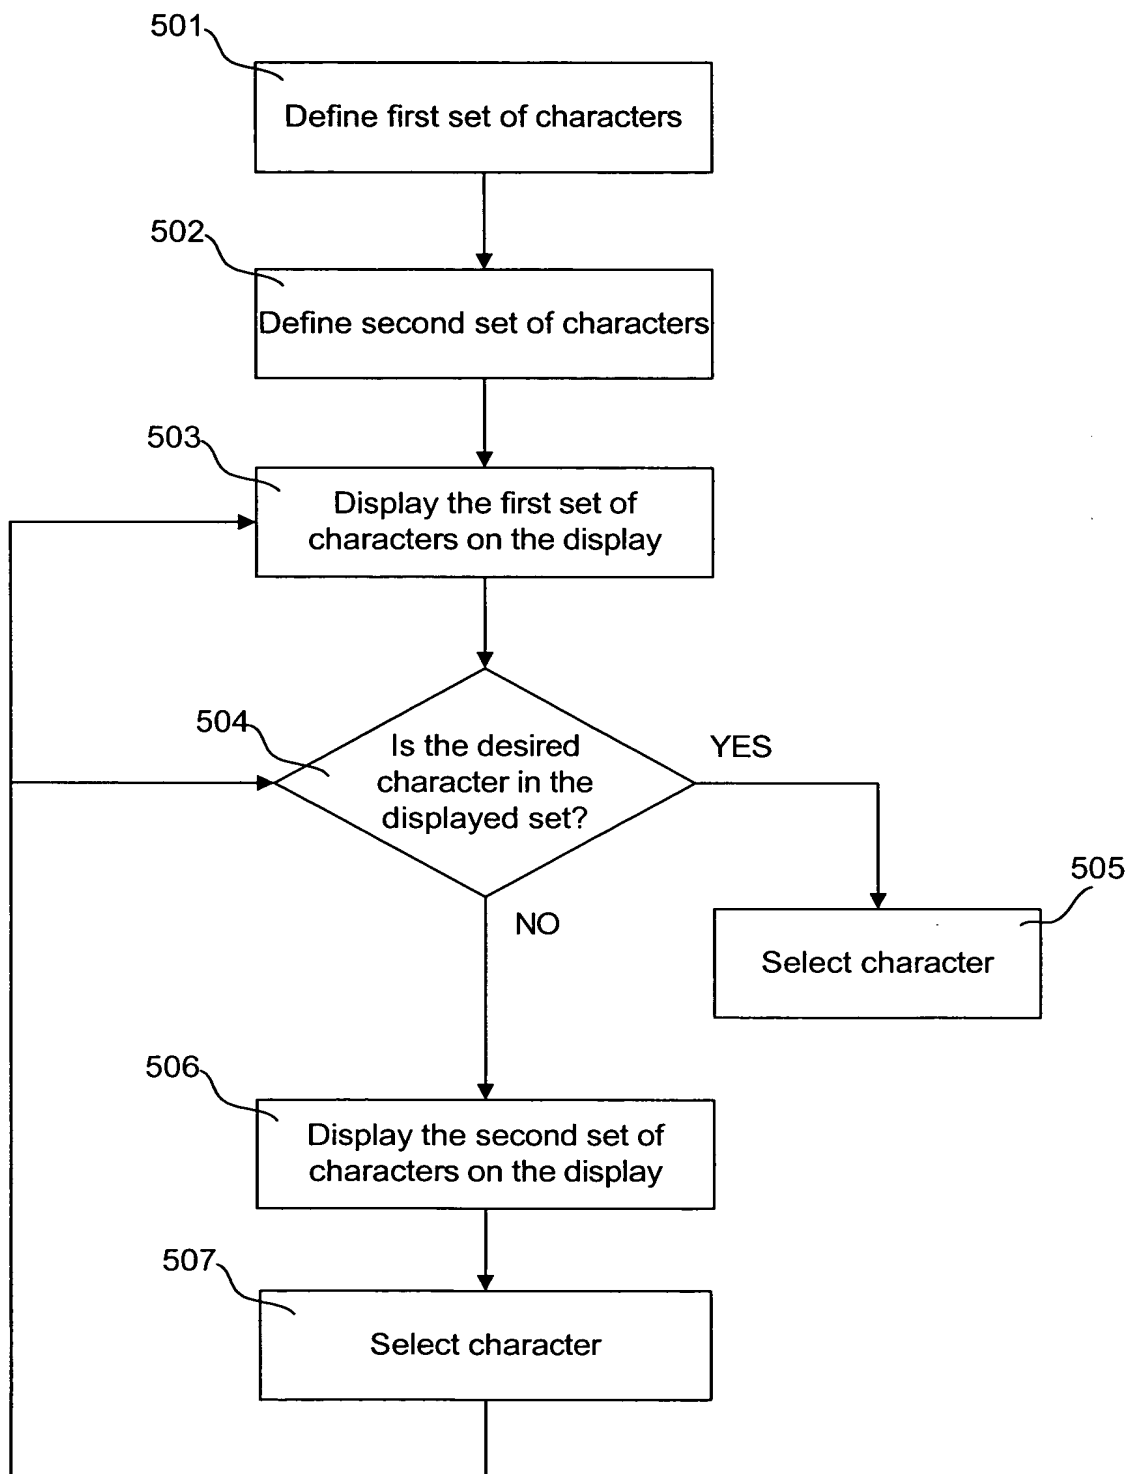 501
Define first set of characters
502
Define second set of characters
503
Display the first set of
characters on the display
504
Is the desired
character in the
displayed set?
YES
505
NO
Select character
506
Display the second set of
characters on the display
507
Select character